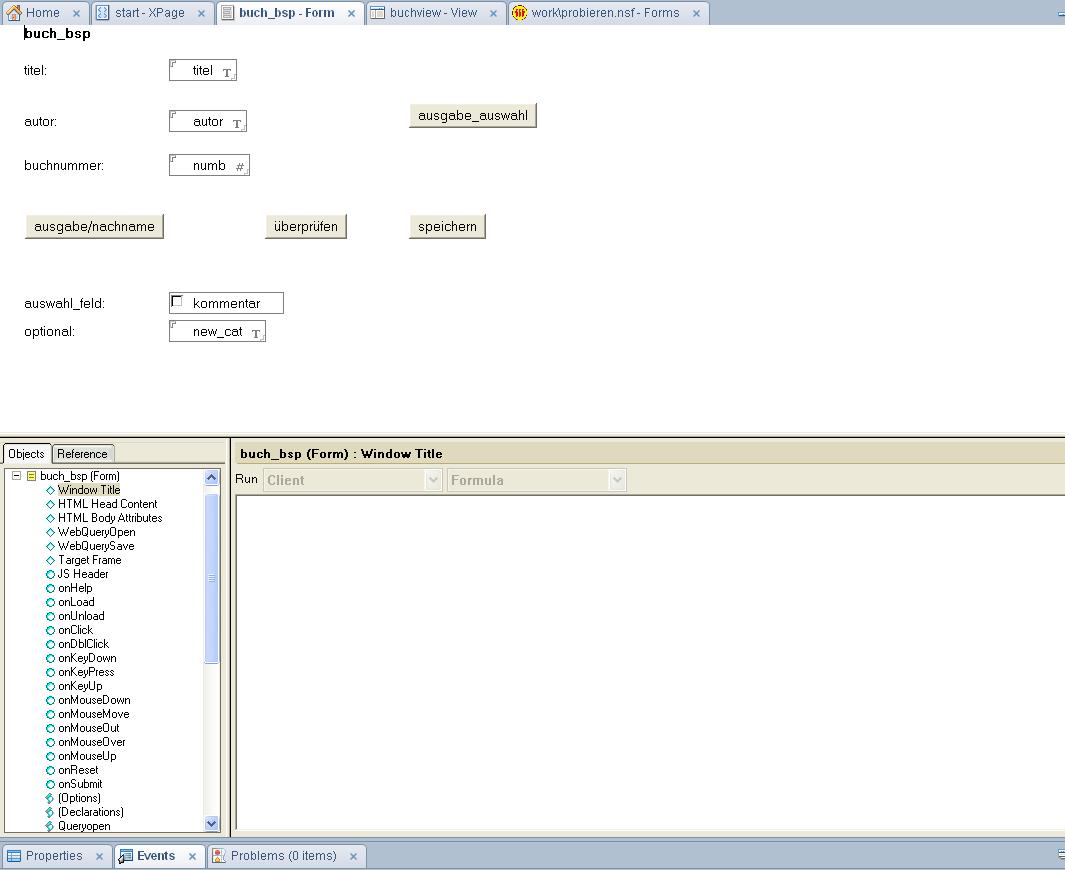 Home start - XPage buch_bsp - Form buchview - View work\probieren.nsf - Forms
buch_bsp
titel: titel T
autor: autor T ausgabe_auswahl
buchnummer: numb #
ausgabe/nachname überprüfen speichern
auswahl_feld: kommentar
optional: new_cat T
Objects Reference
buch_bsp (Form) : Window Title
Run Client Formula
buch_bsp (Form)
Window Title
HTML Head Content
HTML Body Attributes
WebQueryOpen
WebQuerySave
Target Frame
JS Header
onHelp
onLoad
onUnload
onClick
onDblClick
onKeyDown
onKeyPress
onKeyUp
onMouseDown
onMouseMove
onMouseOut
onMouseOver
onMouseUp
onReset
onSubmit
(Options)
(Declarations)
Queryopen
Properties Events Problems (0 items)